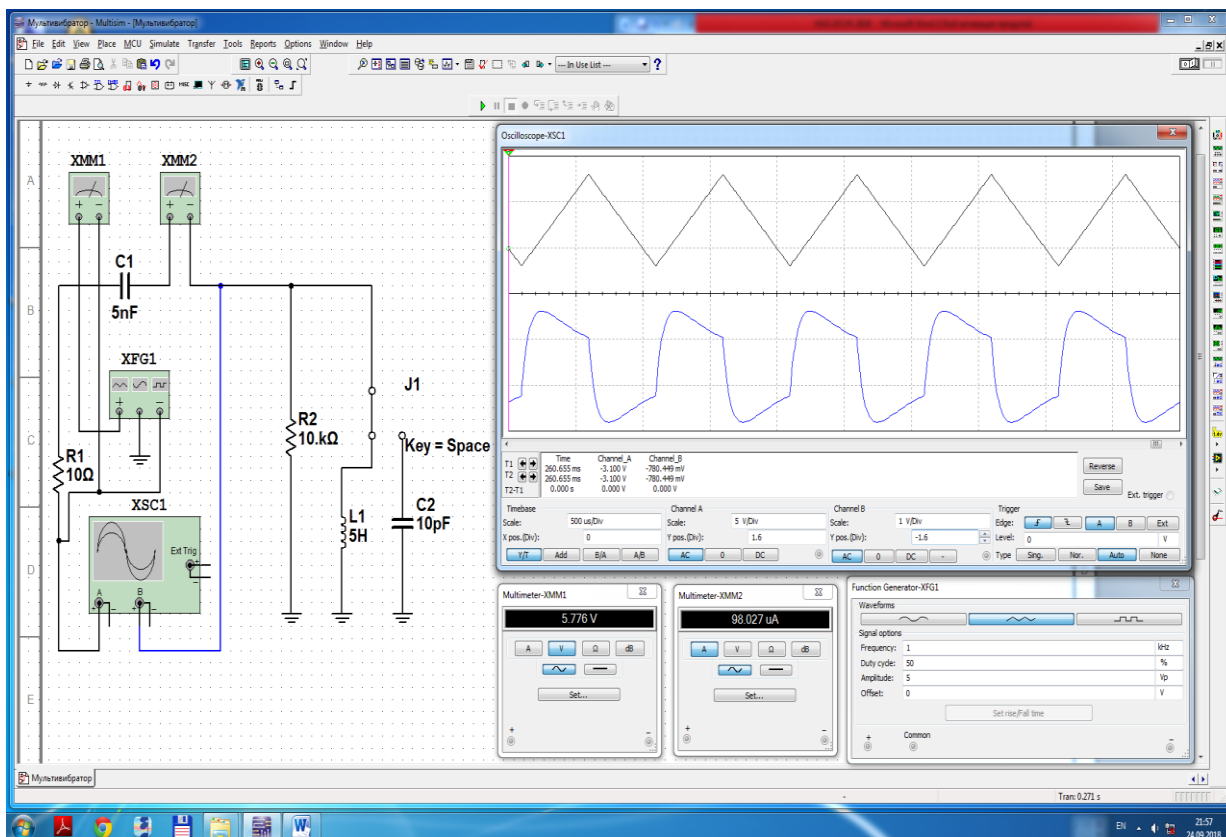 Мультивибратор - Multisim - [Мультивибратор]
File Edit View Place MCU Simulate Transfer Tools Reports Options Window Help
--- In Use List ---
?
A
B
C
D
E
XMM1
XMM2
C1
5nF
XFG1
J1
R2
10.kΩ
Key = Space
R1
10Ω
XSC1
Ext Trig
A
B
L1
5H
C2
10pF
Oscilloscope-XSC1
Time Channel_A Channel_B
T1 260.655 ms -3.100 V -780.449 mV
T2 260.655 ms -3.100 V -780.449 mV
T2-T1 0.000 s 0.000 V 0.000 V
Reverse
Save
Ext. trigger
Timebase
Scale: 500 us/Div
X pos.(Div): 0
Y/T Add B/A A/B
Channel A
Scale: 5 V/Div
Y pos.(Div): 1.6
AC 0 DC
Channel B
Scale: 1 V/Div
Y pos.(Div): -1.6
AC 0 DC -
Trigger
Edge: A B Ext
Level: 0 V
Type Sing. Nor. Auto None
Multimeter-XMM1
5.776 V
A V Ω dB
Set...
+ -
Multimeter-XMM2
98.027 uA
A V Ω dB
Set...
+ -
Function Generator-XFG1
Waveforms
Signal options
Frequency: 1 kHz
Duty cycle: 50 %
Amplitude: 5 Vp
Offset: 0 V
Set rise/Fall time
+ Common -
Мультивибратор
Tran: 0.271 s
EN
21:57
24.09.2018